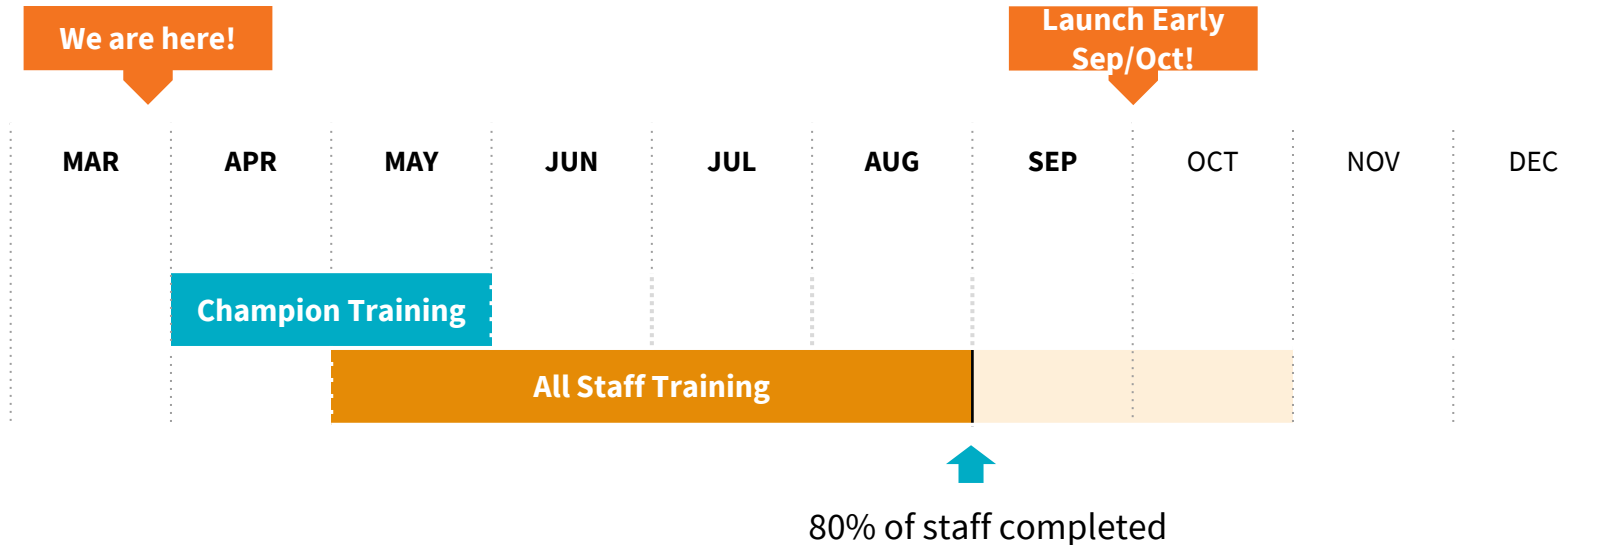 We are here!
Launch Early
Sep/Oct!
MAR APR MAY JUN JUL AUG SEP OCT NOV DEC
Champion Training
All Staff Training
80% of staff completed